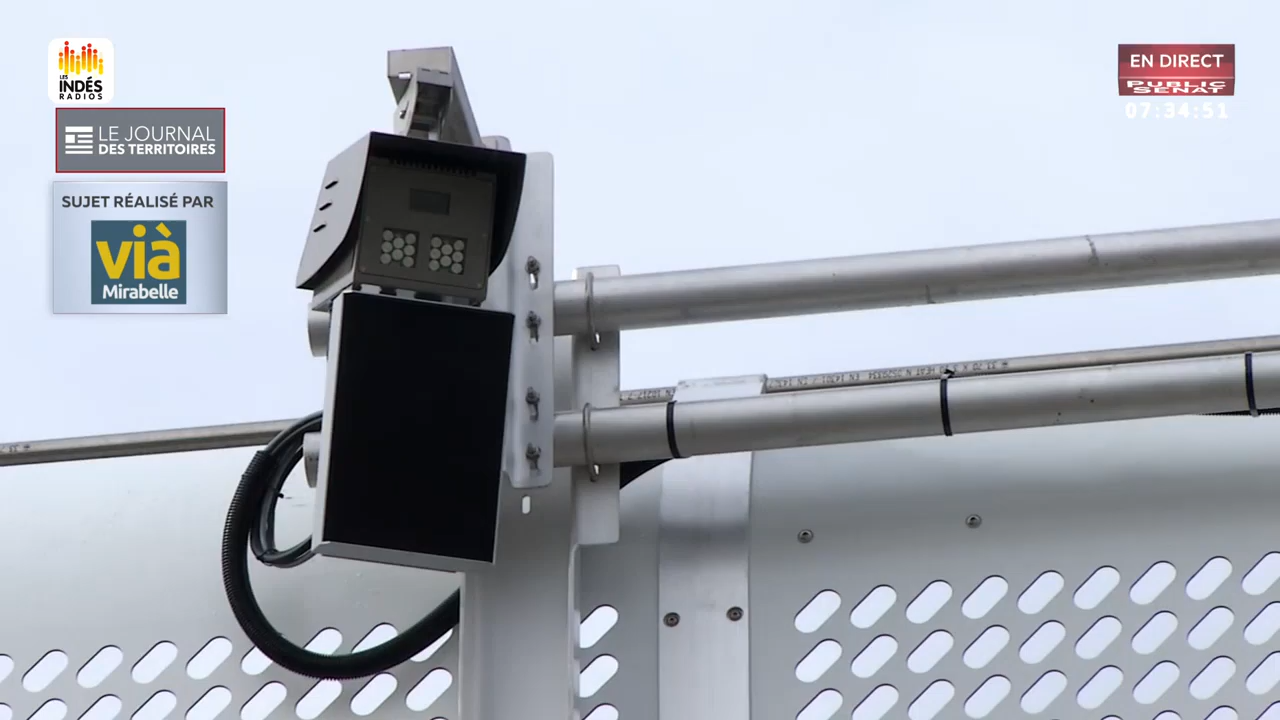 LES
INDÉS
RADIOS
LE JOURNAL
DES TERRITOIRES
SUJET RÉALISÉ PAR
vià
Mirabelle
EN DIRECT
PUBLIC
SENAT
07:34:51